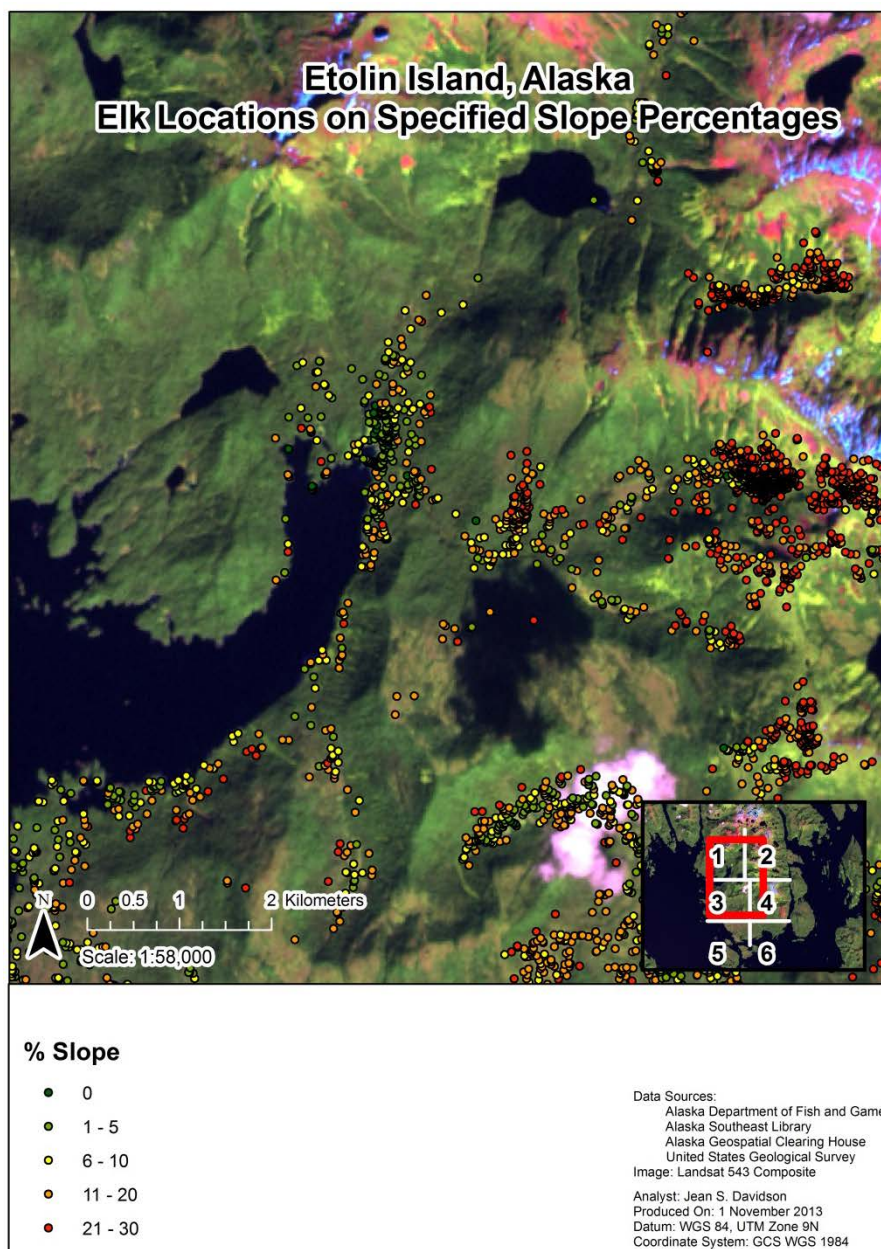 Etolin Island, Alaska
Elk Locations on Specified Slope Percentages
1 2
3 4
5 6
N
0 0.5 1 2 Kilometers
Scale: 1:58,000
% Slope
0
1 - 5
6 - 10
11 - 20
21 - 30
Data Sources:
Alaska Department of Fish and Game
Alaska Southeast Library
Alaska Geospatial Clearing House
United States Geological Survey
Image: Landsat 543 Composite
Analyst: Jean S. Davidson
Produced On: 1 November 2013
Datum: WGS 84, UTM Zone 9N
Coordinate System: GCS WGS 1984